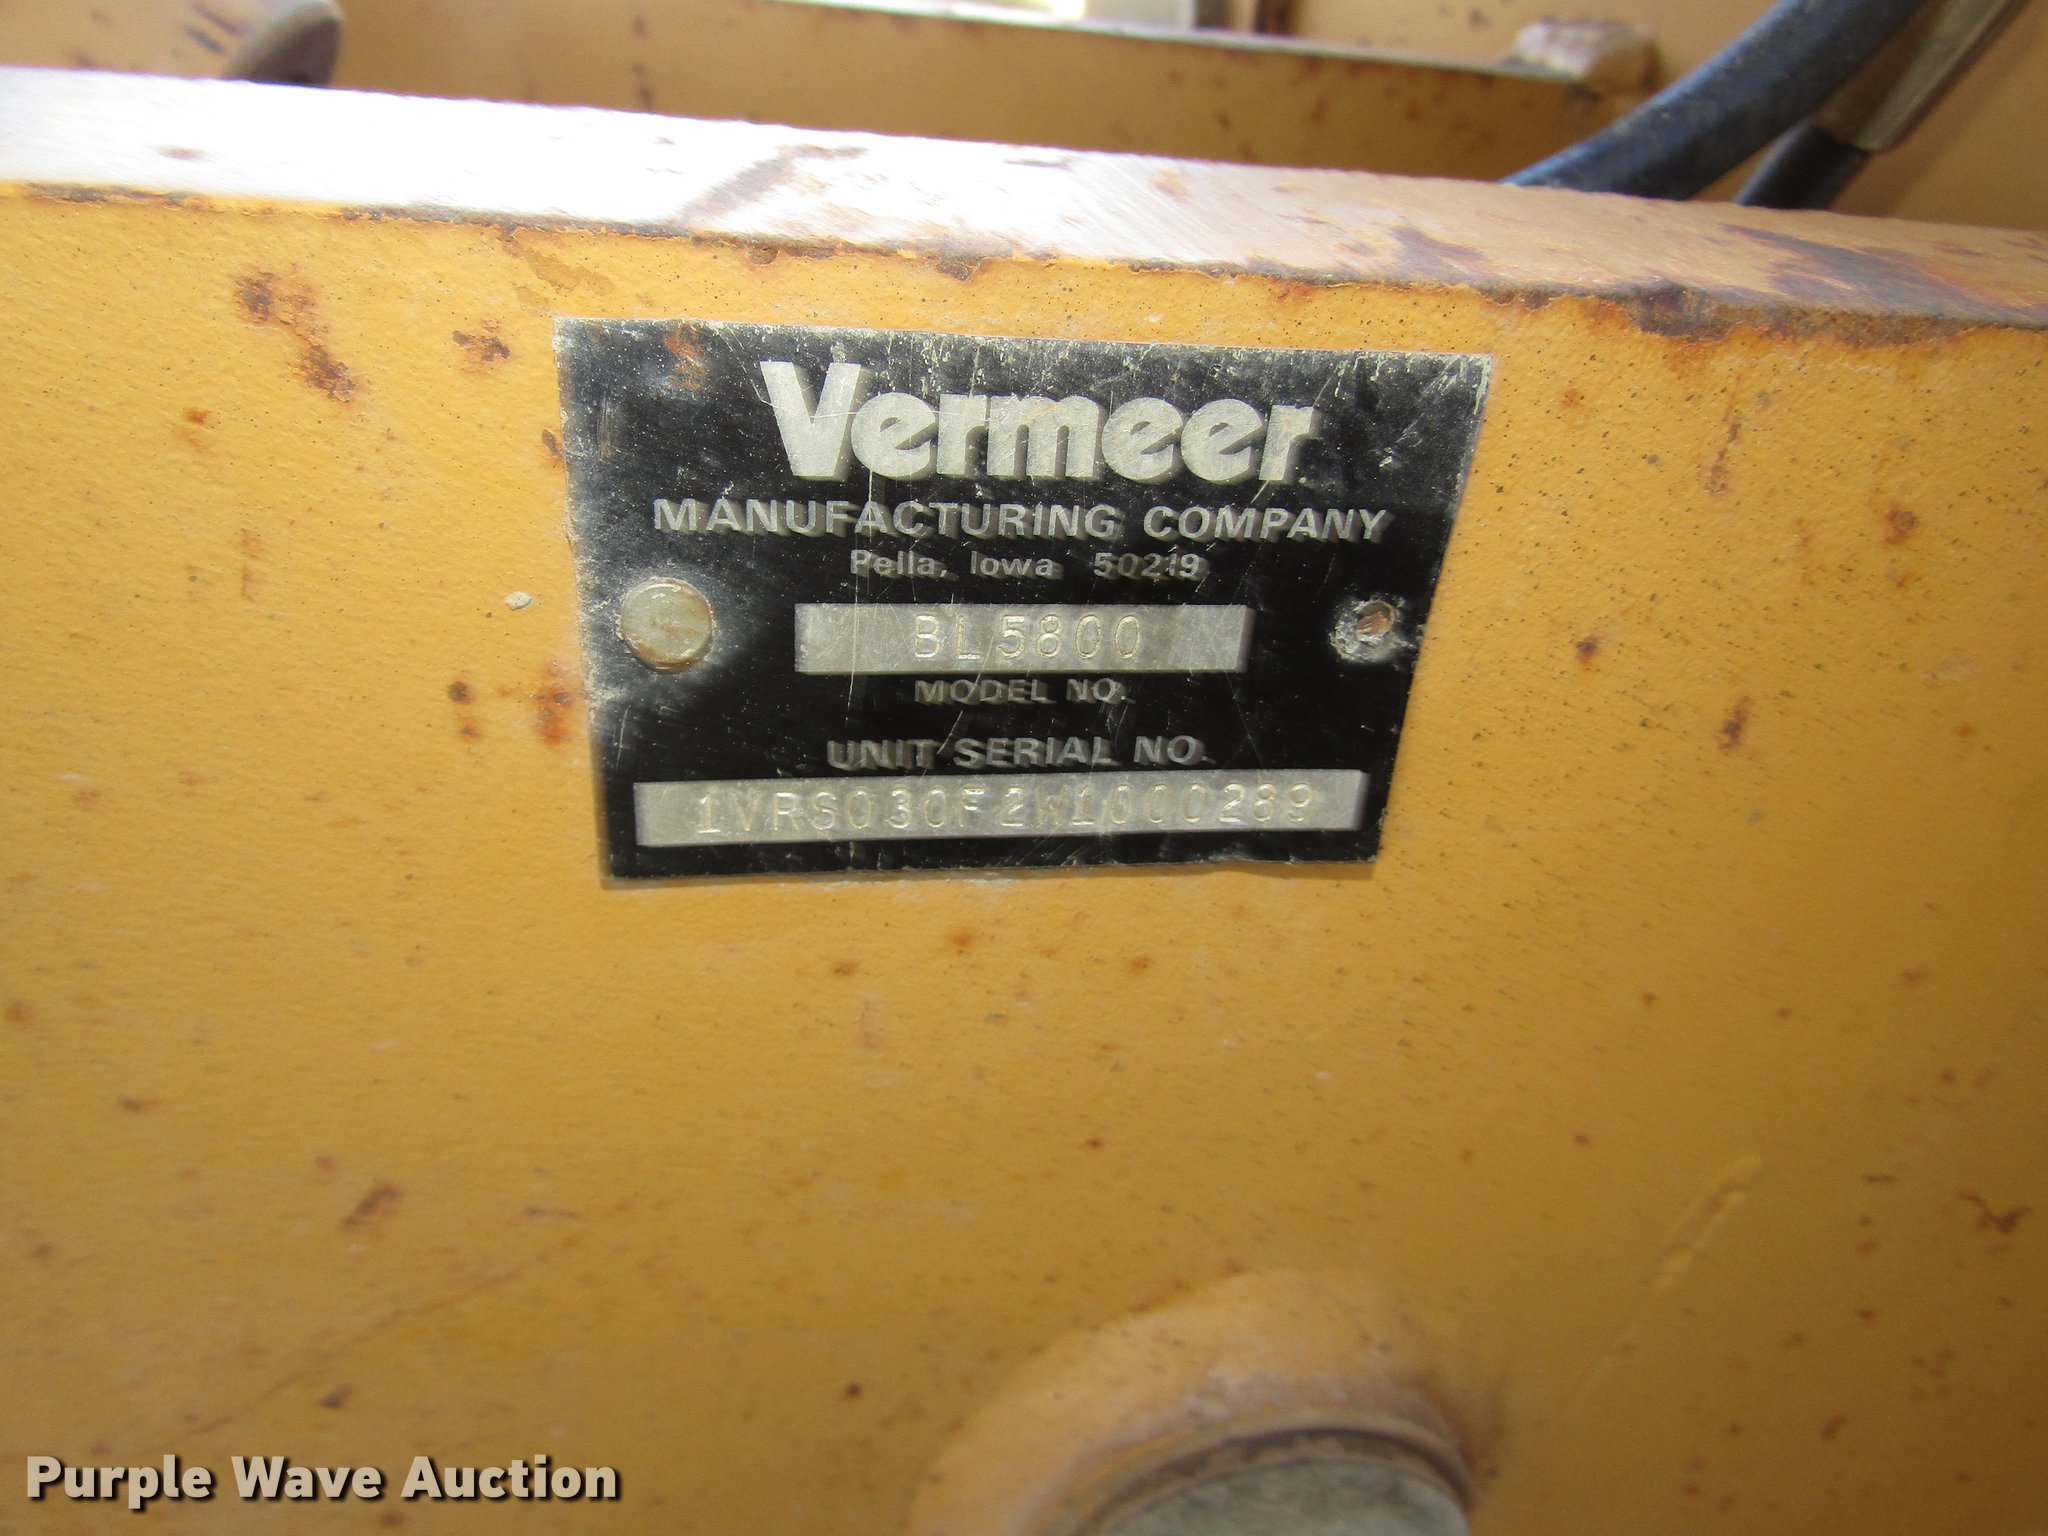 Vermeer
MANUFACTURING COMPANY
Pella, Iowa 50219
BL5800
MODEL NO.
UNIT SERIAL NO.
1VRS030F2W1000289
Purple Wave Auction